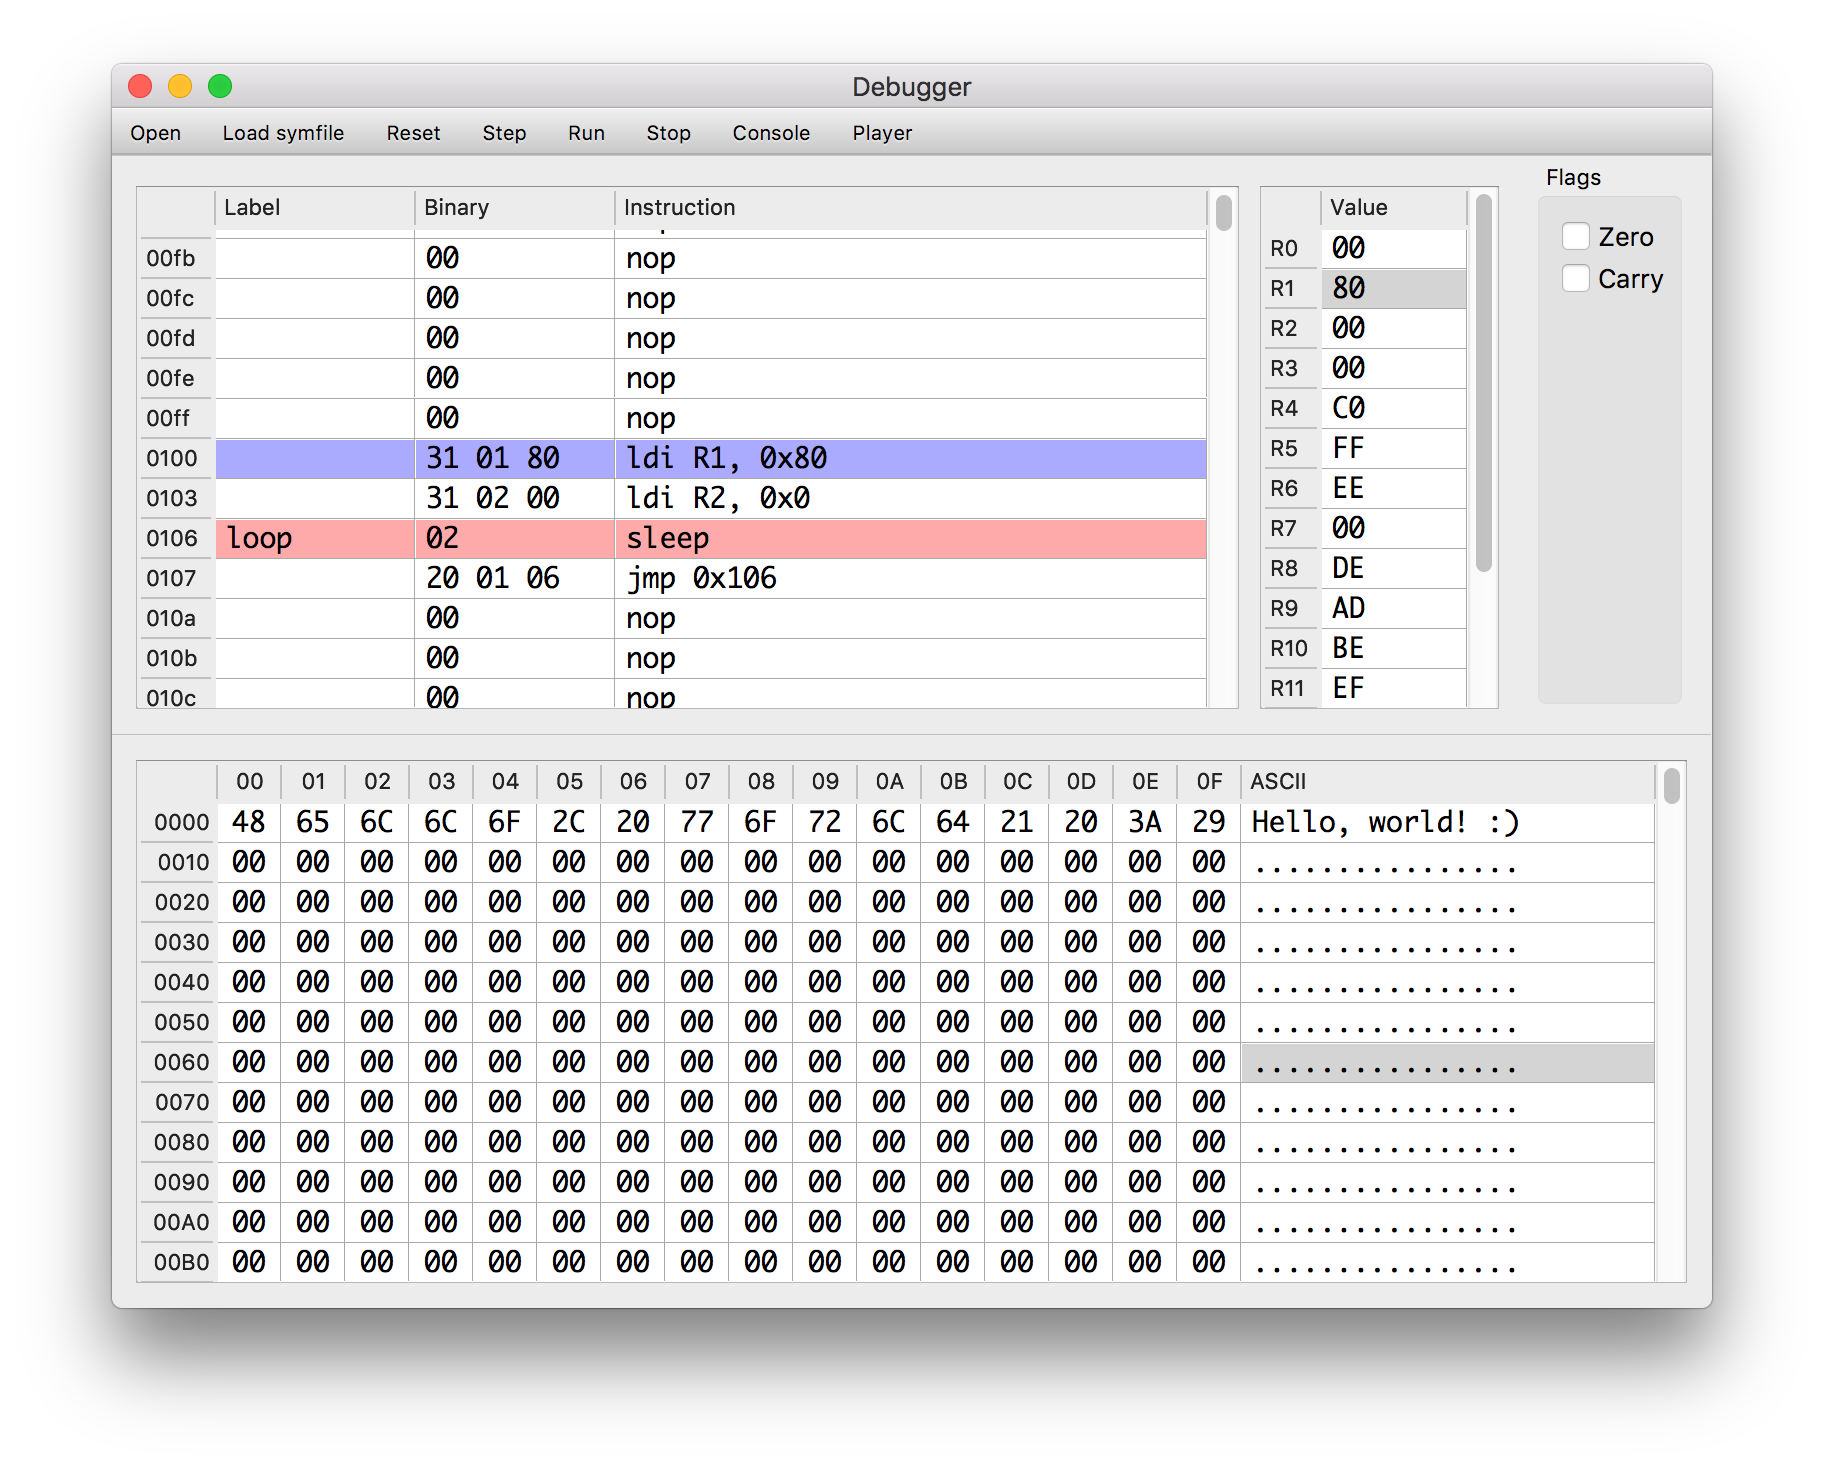 Debugger
Open Load symfile Reset Step Run Stop Console Player
Label Binary Instruction
00fb 00 nop
00fc 00 nop
00fd 00 nop
00fe 00 nop
00ff 00 nop
0100 31 01 80 ldi R1, 0x80
0103 31 02 00 ldi R2, 0x0
0106 loop 02 sleep
0107 20 01 06 jmp 0x106
010a 00 nop
010b 00 nop
010c 00 nop
Value
R0 00
R1 80
R2 00
R3 00
R4 C0
R5 FF
R6 EE
R7 00
R8 DE
R9 AD
R10 BE
R11 EF
Flags
Zero
Carry
00 01 02 03 04 05 06 07 08 09 0A 0B 0C 0D 0E 0F ASCII
0000 48 65 6C 6C 6F 2C 20 77 6F 72 6C 64 21 20 3A 29 Hello, world! :)
0010 00 00 00 00 00 00 00 00 00 00 00 00 00 00 00 00 ................
0020 00 00 00 00 00 00 00 00 00 00 00 00 00 00 00 00 ................
0030 00 00 00 00 00 00 00 00 00 00 00 00 00 00 00 00 ................
0040 00 00 00 00 00 00 00 00 00 00 00 00 00 00 00 00 ................
0050 00 00 00 00 00 00 00 00 00 00 00 00 00 00 00 00 ................
0060 00 00 00 00 00 00 00 00 00 00 00 00 00 00 00 00 ................
0070 00 00 00 00 00 00 00 00 00 00 00 00 00 00 00 00 ................
0080 00 00 00 00 00 00 00 00 00 00 00 00 00 00 00 00 ................
0090 00 00 00 00 00 00 00 00 00 00 00 00 00 00 00 00 ................
00A0 00 00 00 00 00 00 00 00 00 00 00 00 00 00 00 00 ................
00B0 00 00 00 00 00 00 00 00 00 00 00 00 00 00 00 00 ................